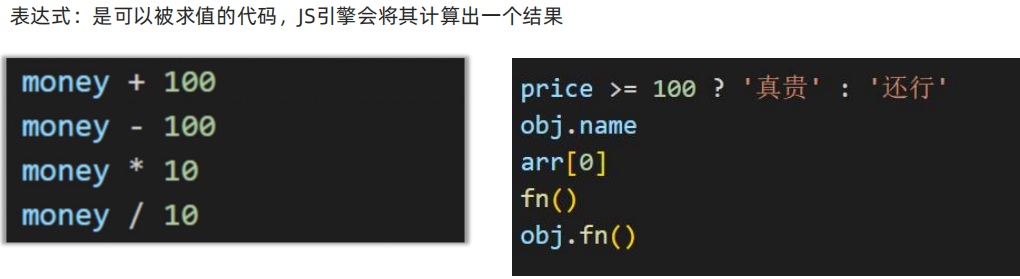 表达式：是可以被求值的代码，JS引擎会将其计算出一个结果
money + 100
money - 100
money * 10
money / 10
price >= 100 ? '真贵' : '还行'
obj.name
arr[0]
fn()
obj.fn()